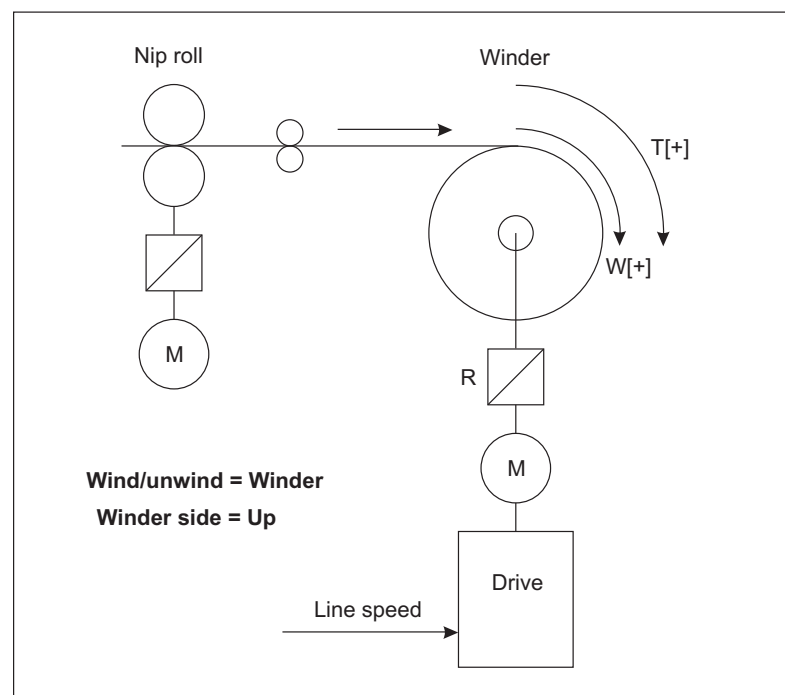 Nip roll
Winder
T[+]
W[+]
M
R
M
Wind/unwind = Winder
Winder side = Up
Drive
Line speed